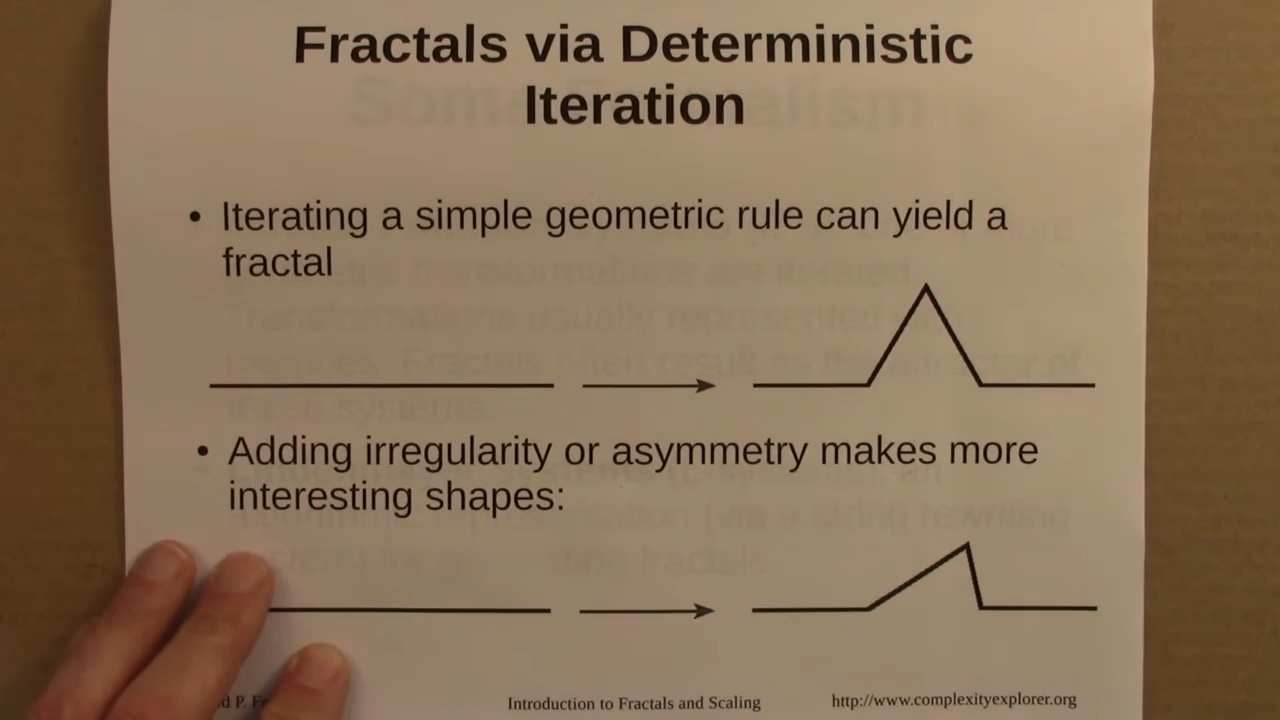 Fractals via Deterministic
Iteration
• Iterating a simple geometric rule can yield a
fractal
• Adding irregularity or asymmetry makes more
interesting shapes:
d P. Introduction to Fractals and Scaling http://www.complexityexplorer.org